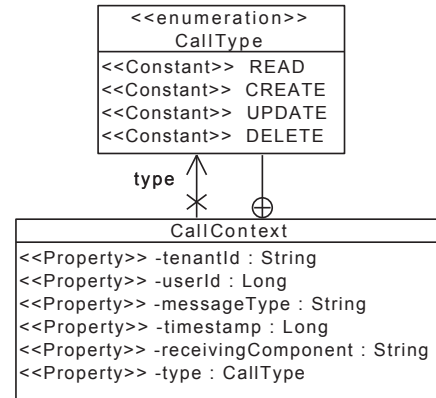 <<enumeration>>
CallType
<<Constant>> READ
<<Constant>> CREATE
<<Constant>> UPDATE
<<Constant>> DELETE
type
CallContext
<<Property>> -tenantId : String
<<Property>> -userId : Long
<<Property>> -messageType : String
<<Property>> -timestamp : Long
<<Property>> -receivingComponent : String
<<Property>> -type : CallType